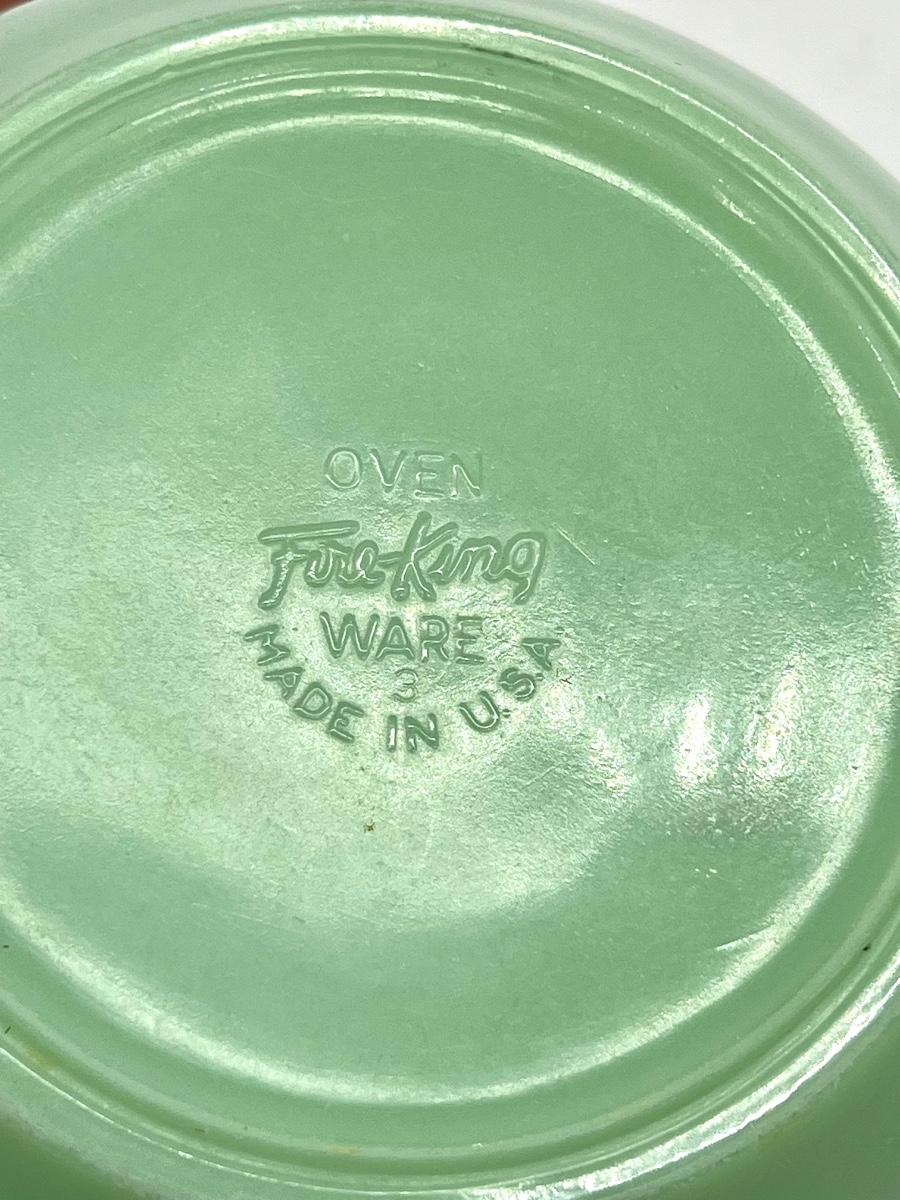 OVEN
Fire-King
WARE
3
MADE IN U.S.A